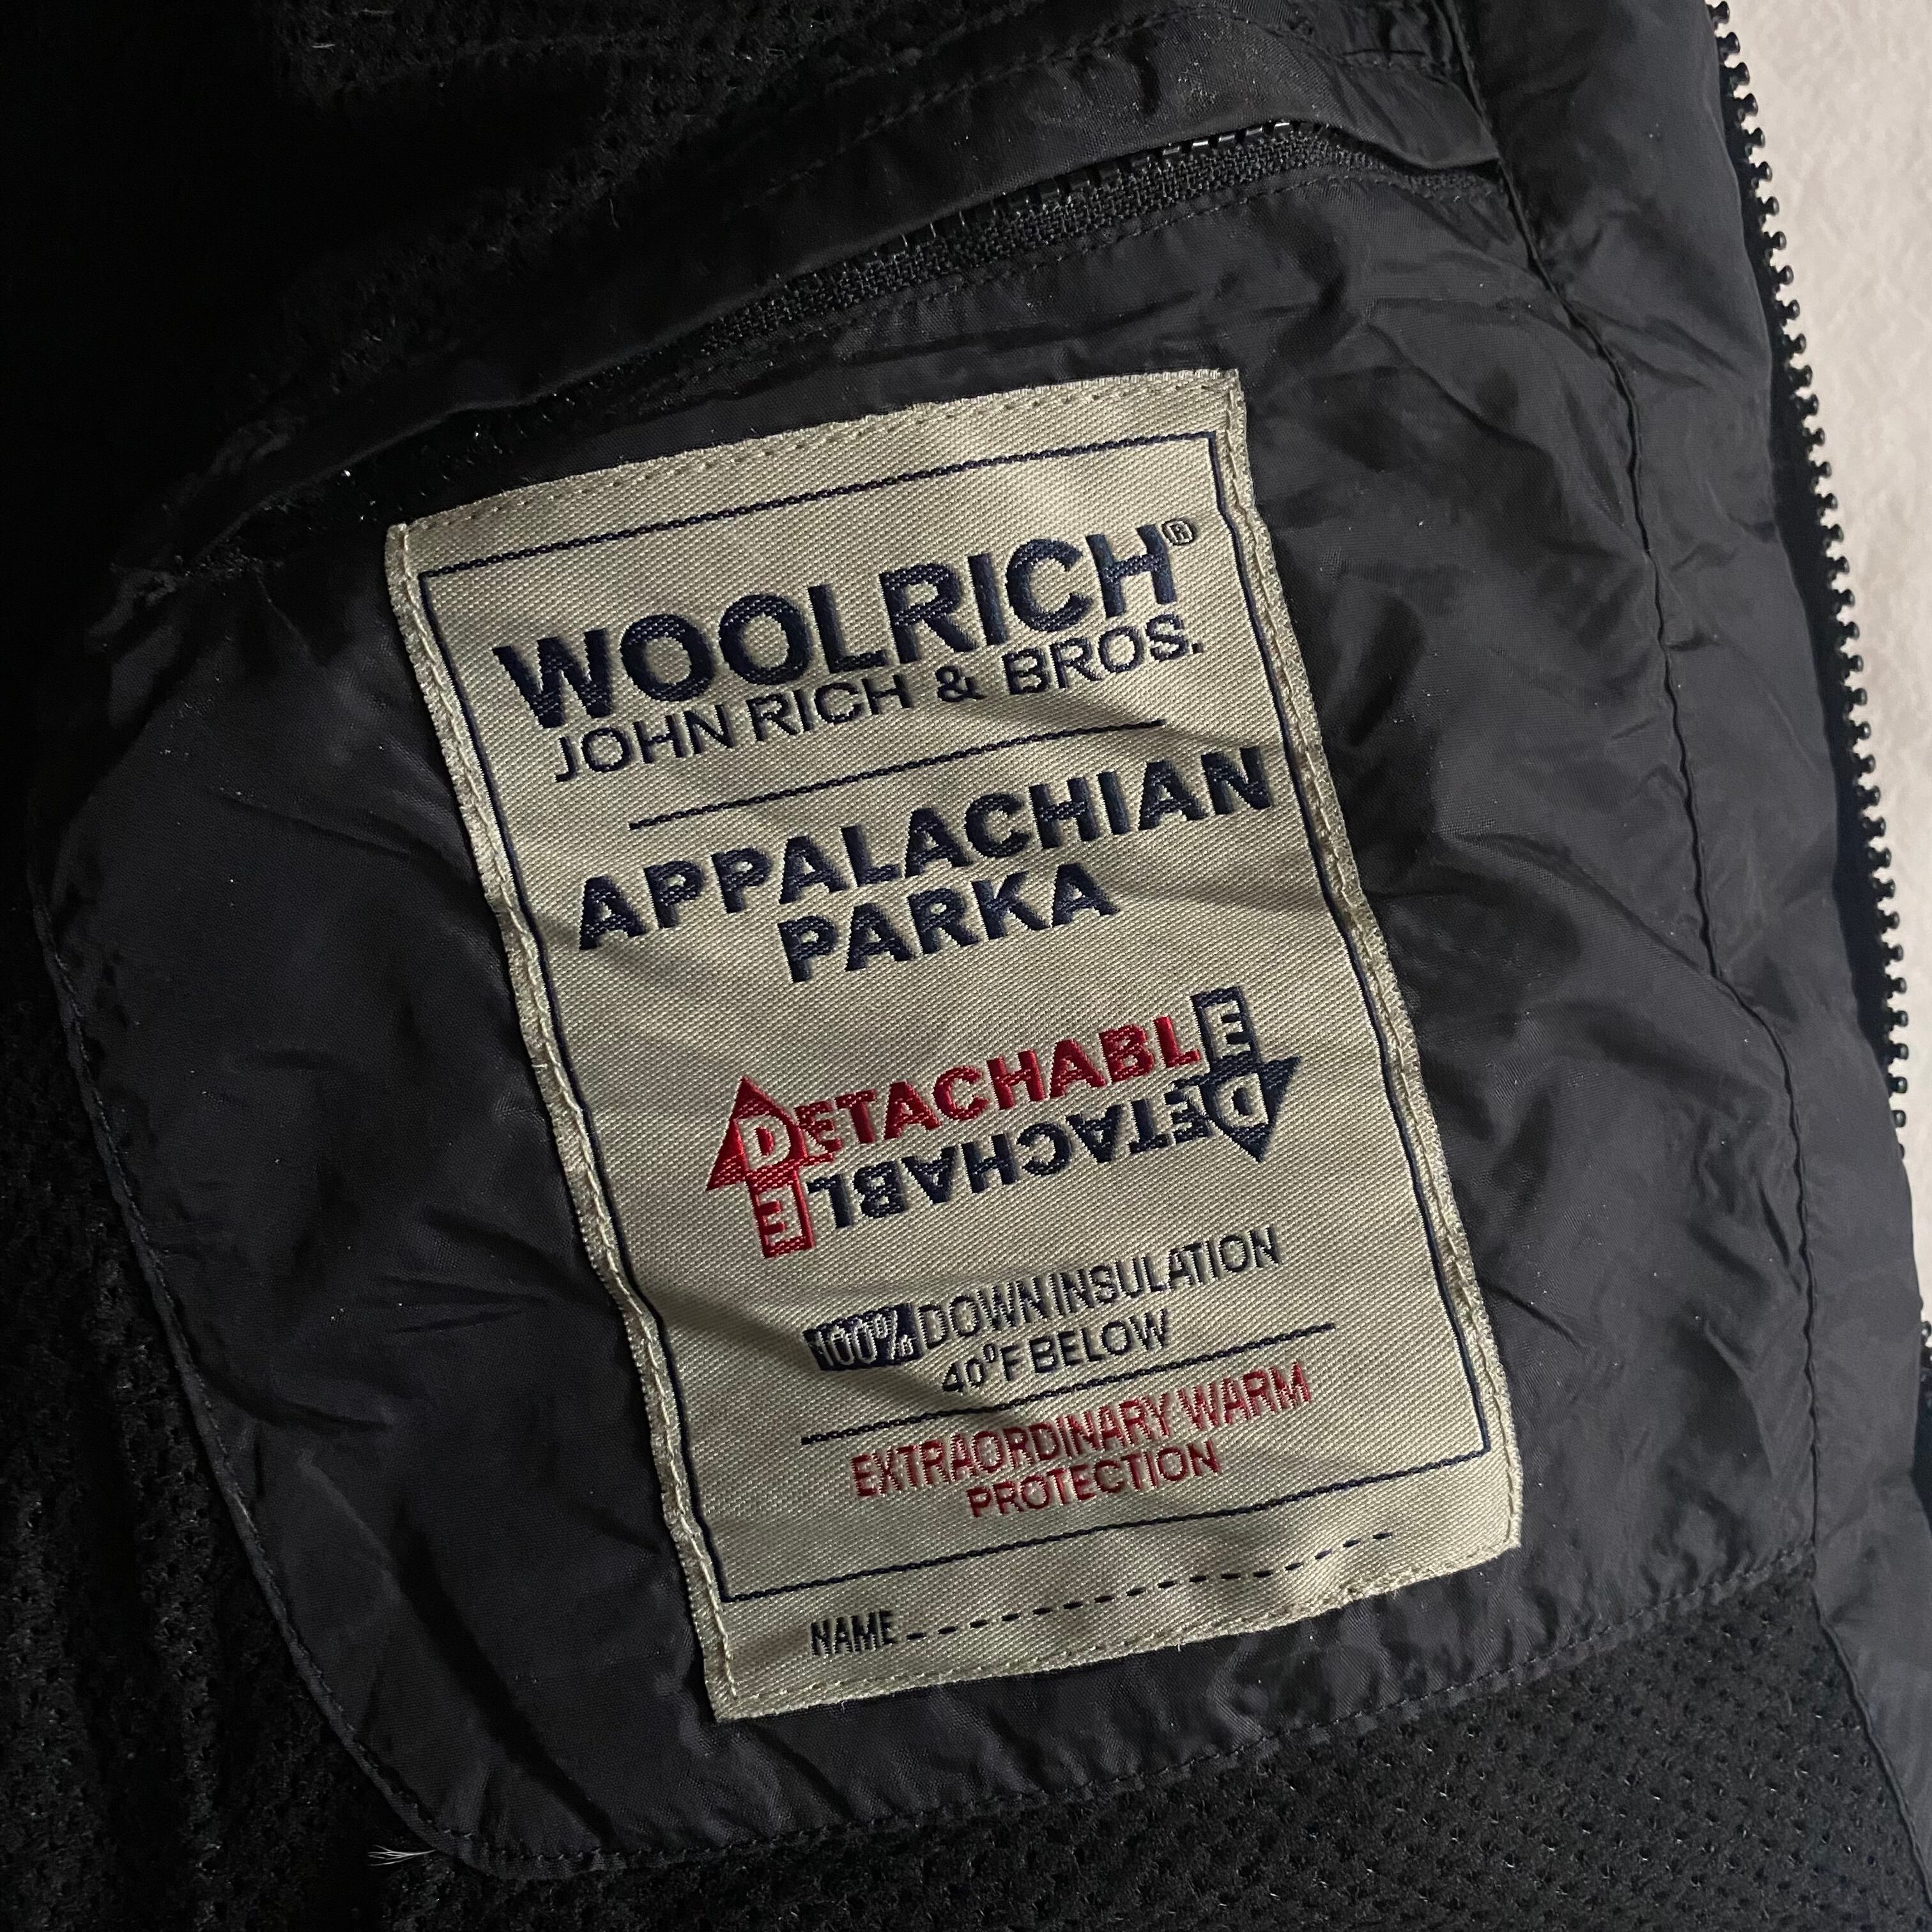 WOOLRICH®
JOHN RICH & BROS.
APPALACHIAN
PARKA
DETACHABLE
DETACHABLE
100% DOWN INSULATION
40°F BELOW
EXTRAORDINARY WARM
PROTECTION
NAME